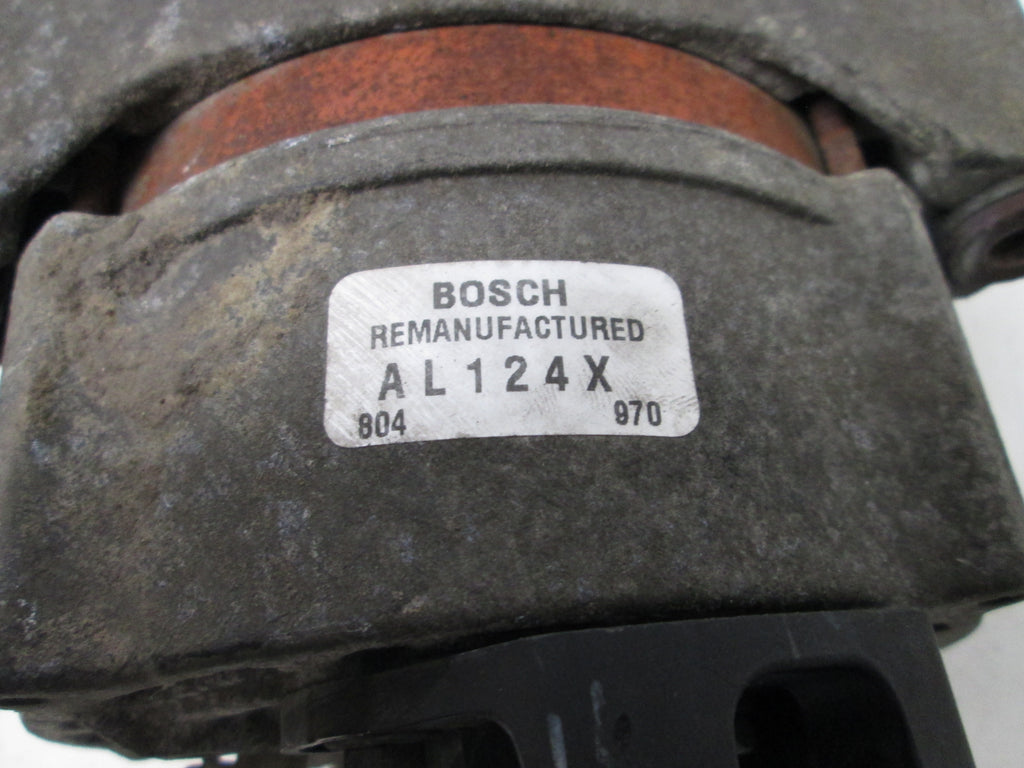 BOSCH
REMANUFACTURED
AL124X
804 970